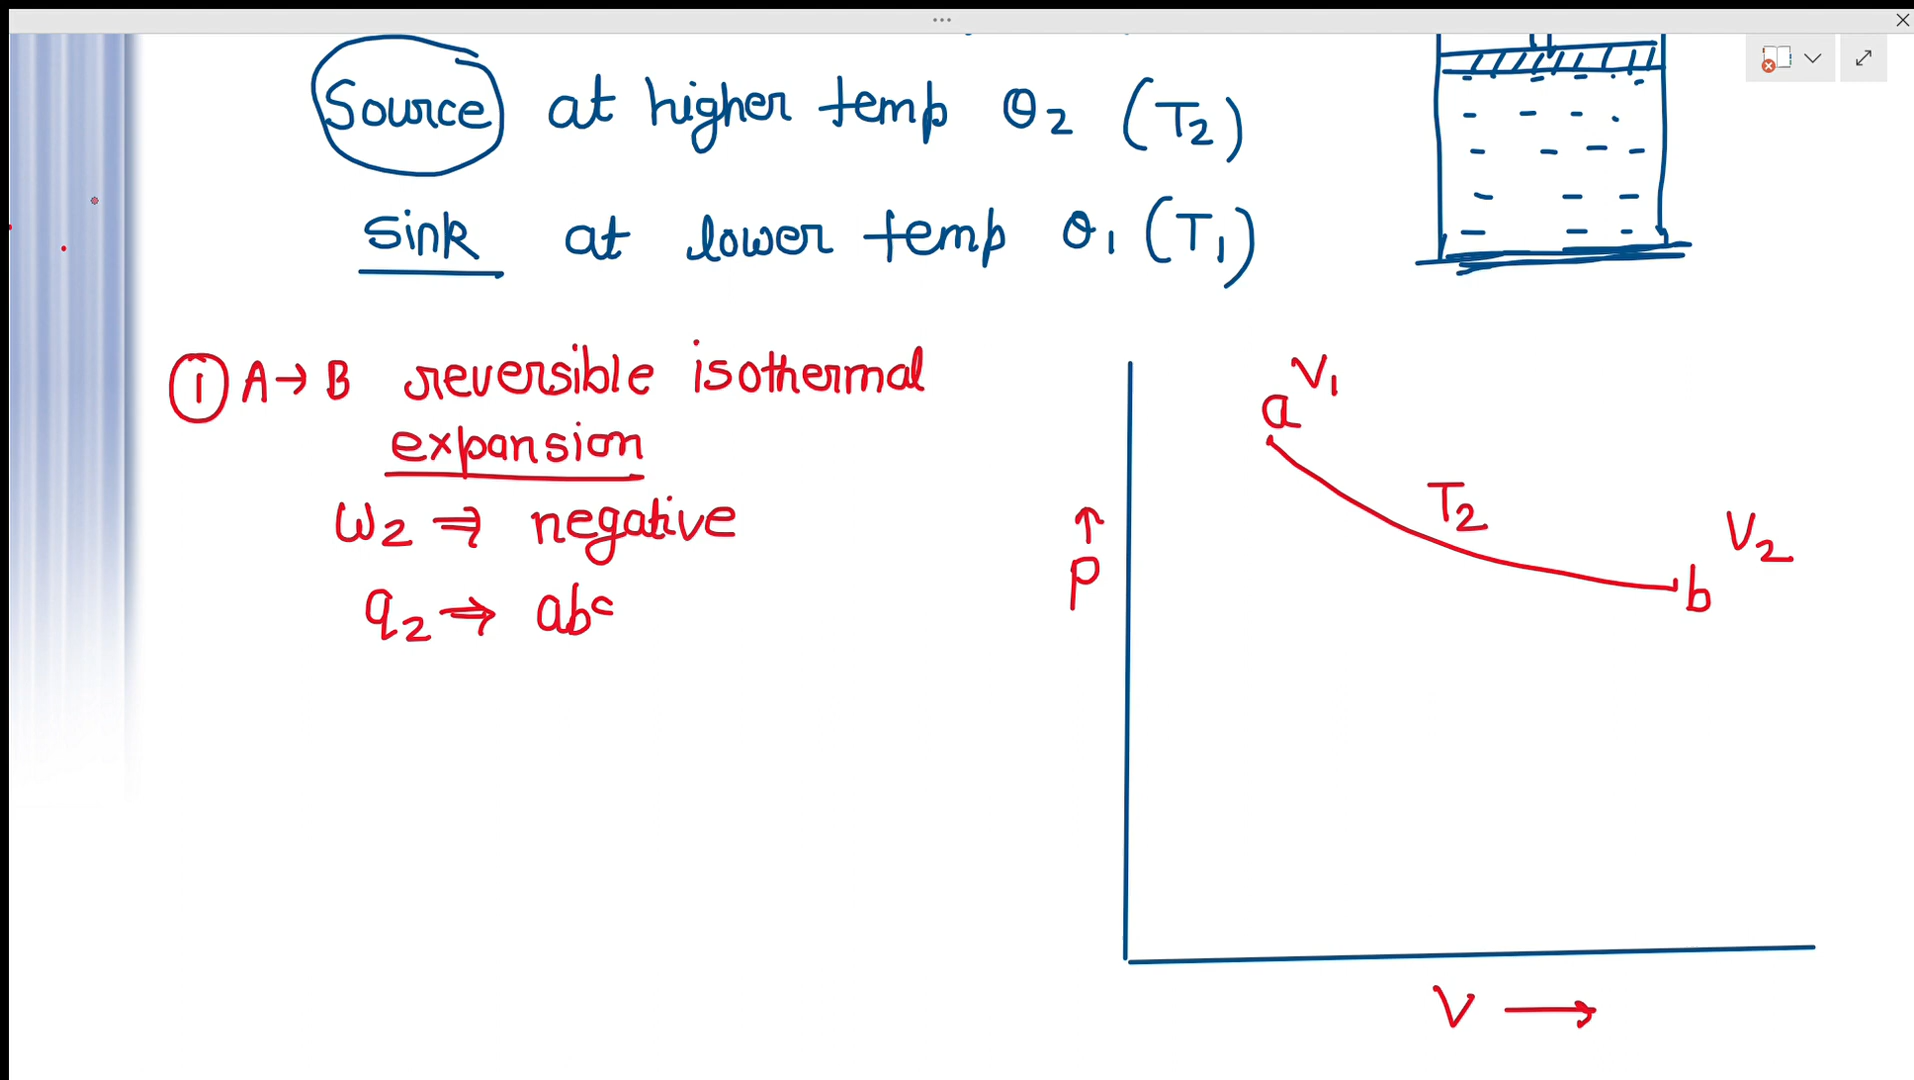 Source at higher temp θ2 (T2)
Sink at lower temp θ1 (T1)
① A → B reversible isothermal
expansion
w2 ⇒ negative
q2 ⇒ abs
a V1
T2
V2
b
↑
P
V ⟶